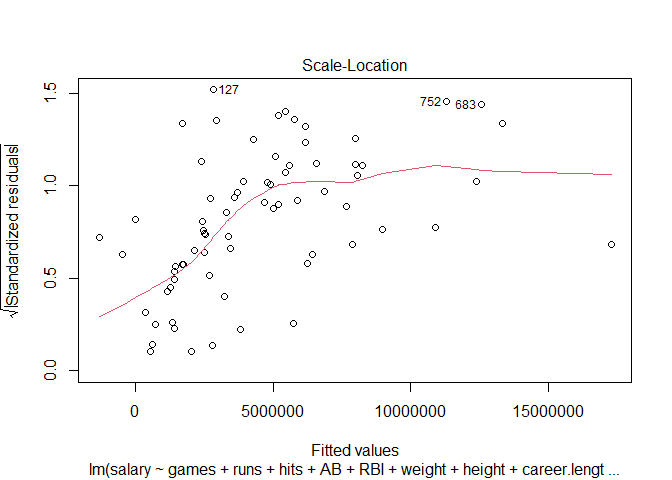 Scale-Location
√|Standardized residuals|
1.5
1.0
0.5
0.0
127
752
683
0
5000000
10000000
15000000
Fitted values
lm(salary ~ games + runs + hits + AB + RBI + weight + height + career.lengt ...